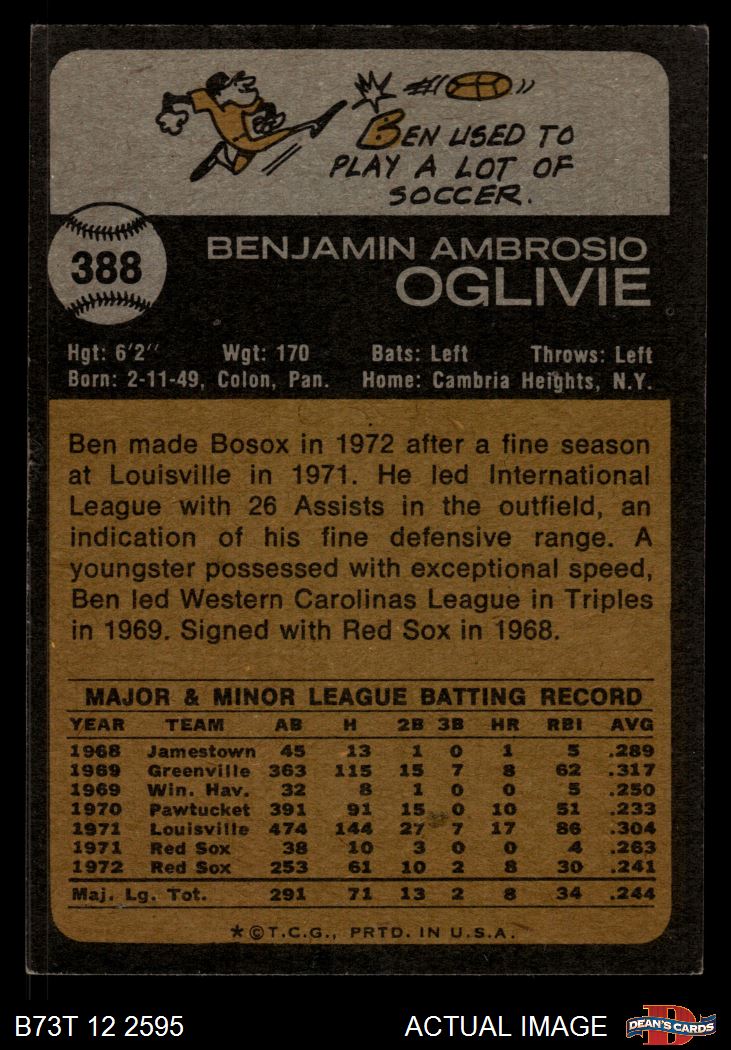 BEN USED TO
PLAY A LOT OF
SOCCER.
388
BENJAMIN AMBROSIO
OGLIVIE
Hgt: 6'2" Wgt: 170 Bats: Left Throws: Left
Born: 2-11-49, Colon, Pan. Home: Cambria Heights, N.Y.
Ben made Bosox in 1972 after a fine season
at Louisville in 1971. He led International
League with 26 Assists in the outfield, an
indication of his fine defensive range. A
youngster possessed with exceptional speed,
Ben led Western Carolinas League in Triples
in 1969. Signed with Red Sox in 1968.
MAJOR & MINOR LEAGUE BATTING RECORD
YEAR TEAM AB H 2B 3B HR RBI AVG
1968 Jamestown 45 13 1 0 1 5 .289
1969 Greenville 363 115 15 7 8 62 .317
1969 Win. Hav. 32 8 1 0 0 5 .250
1970 Pawtucket 391 91 15 0 10 51 .233
1971 Louisville 474 144 27 7 17 86 .304
1971 Red Sox 38 10 3 0 0 4 .263
1972 Red Sox 253 61 10 2 8 30 .241
Maj. Lg. Tot. 291 71 13 2 8 34 .244
*©T.C.G., PRTD. IN U.S.A.
B73T 12 2595 ACTUAL IMAGE D DEAN'S CARDS